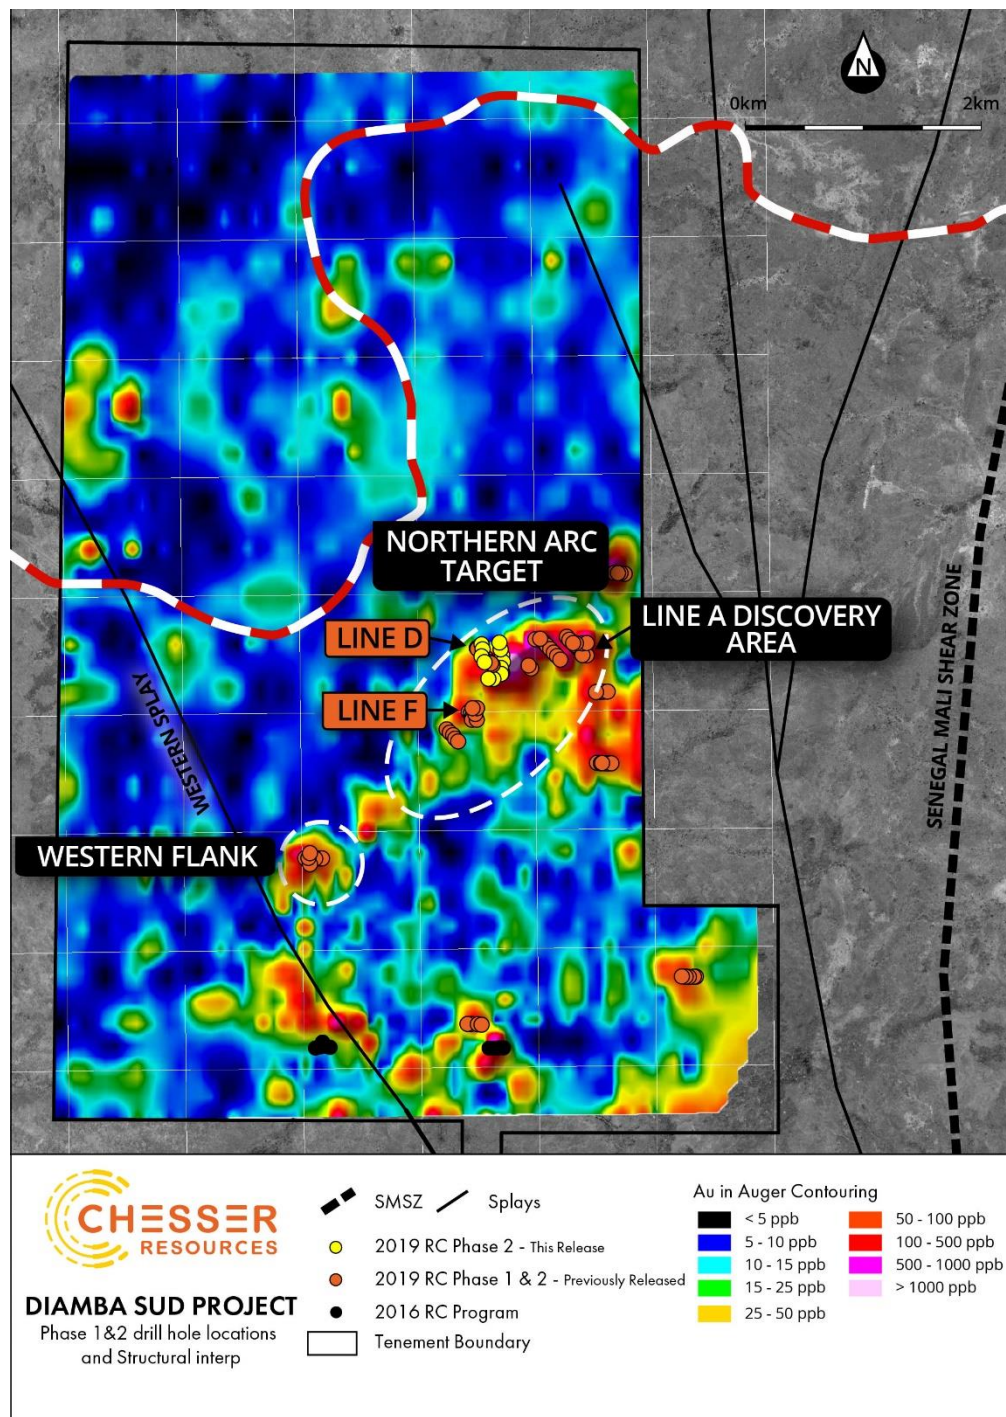 N
0km
2km
NORTHERN ARC
TARGET
LINE D
LINE A DISCOVERY
AREA
LINE F
WESTERN SPLAY
SENEGAL MALI SHEAR ZONE
WESTERN FLANK
CHESSER
RESOURCES
DIAMBA SUD PROJECT
Phase 1&2 drill hole locations
and Structural interp
SMSZ
Splays
2019 RC Phase 2 - This Release
2019 RC Phase 1 & 2 - Previously Released
2016 RC Program
Tenement Boundary
Au in Auger Contouring
< 5 ppb
5 - 10 ppb
10 - 15 ppb
15 - 25 ppb
25 - 50 ppb
50 - 100 ppb
100 - 500 ppb
500 - 1000 ppb
> 1000 ppb